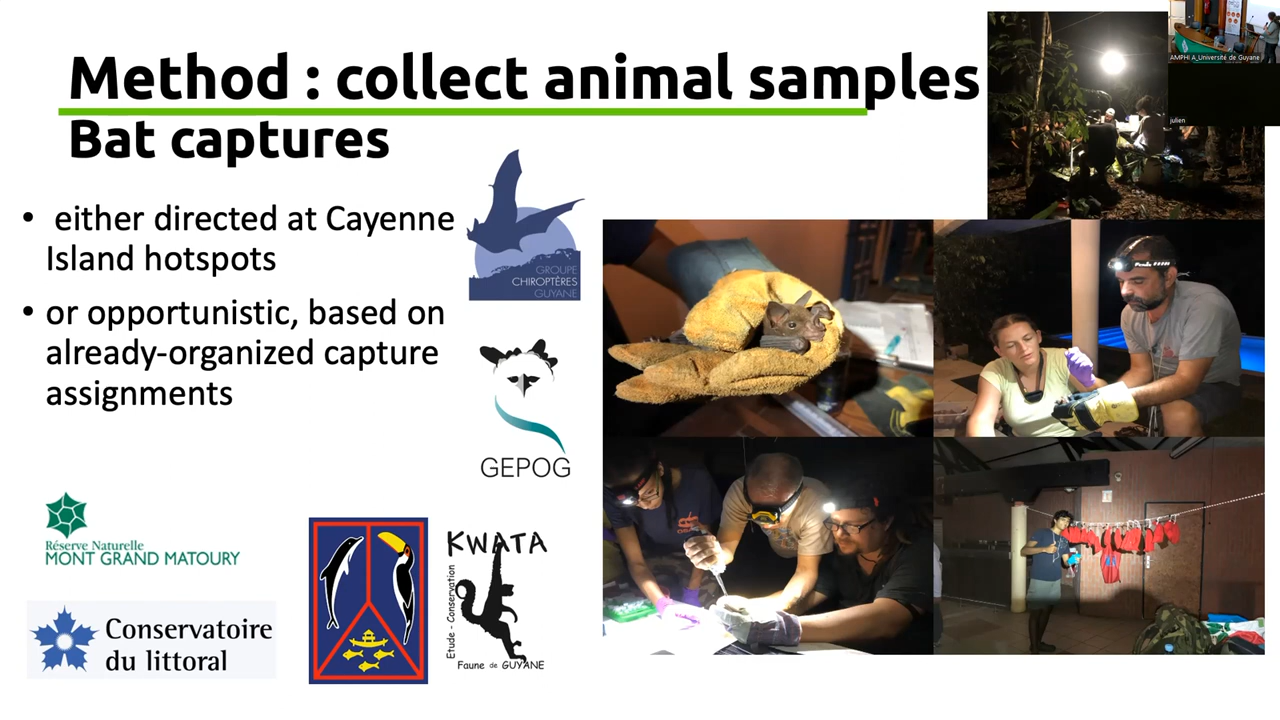 Method : collect animal samples
Bat captures
• either directed at Cayenne
Island hotspots
• or opportunistic, based on
already-organized capture
assignments
GROUPE
CHIROPTÈRES
GUYANE
GEPOG
Réserve Naturelle
MONT GRAND MATOURY
Conservatoire
du littoral
KWATA
Etude - Conservation
Faune de GUYANE
AMPHI A_Université de Guyane
julien